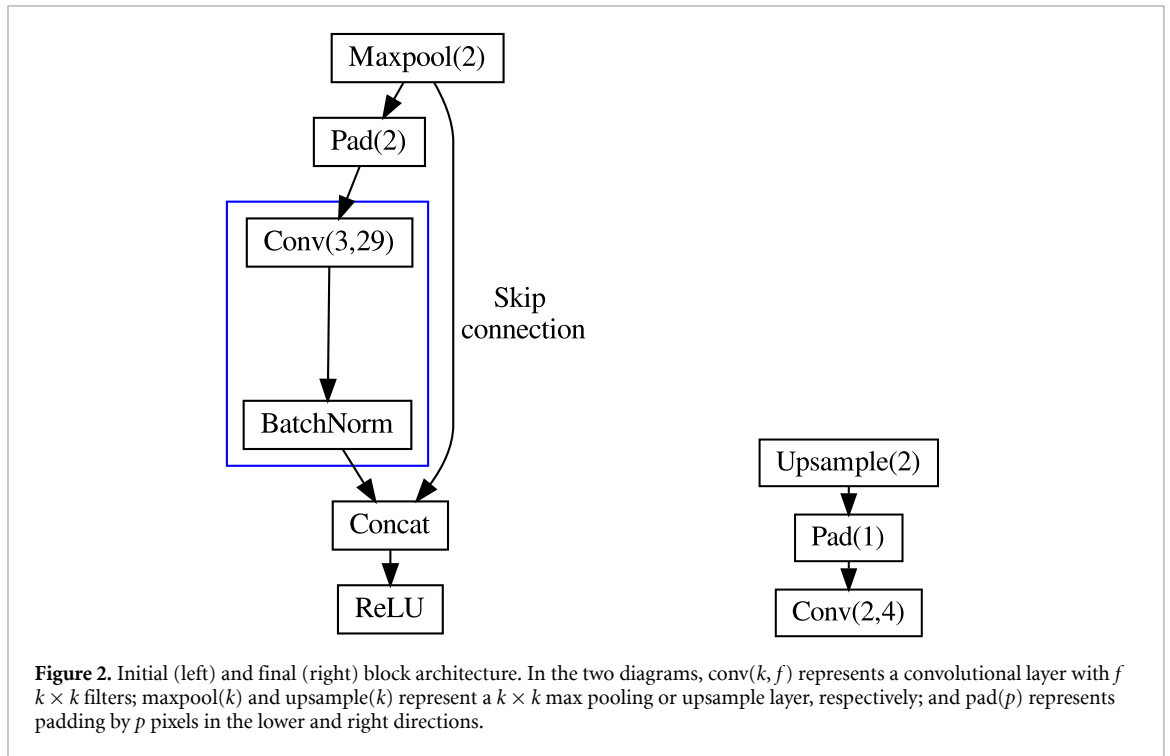 Maxpool(2)
Pad(2)
Conv(3,29)
Skip
connection
BatchNorm
Concat
ReLU
Upsample(2)
Pad(1)
Conv(2,4)
Figure 2. Initial (left) and final (right) block architecture. In the two diagrams, conv(k, f) represents a convolutional layer with f
k × k filters; maxpool(k) and upsample(k) represent a k × k max pooling or upsample layer, respectively; and pad(p) represents
padding by p pixels in the lower and right directions.